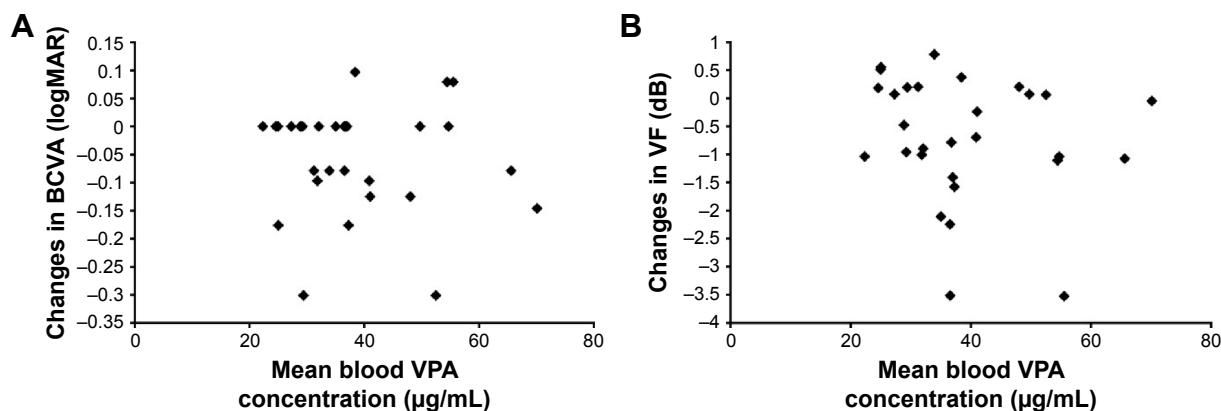 A
Changes in BCVA (logMAR)
0.15
0.1
0.05
0
–0.05
–0.1
–0.15
–0.2
–0.25
–0.3
–0.35
0 20 40 60 80
Mean blood VPA
concentration (µg/mL)
B
Changes in VF (dB)
1
0.5
0
–0.5
–1
–1.5
–2
–2.5
–3
–3.5
–4
0 20 40 60 80
Mean blood VPA
concentration (µg/mL)